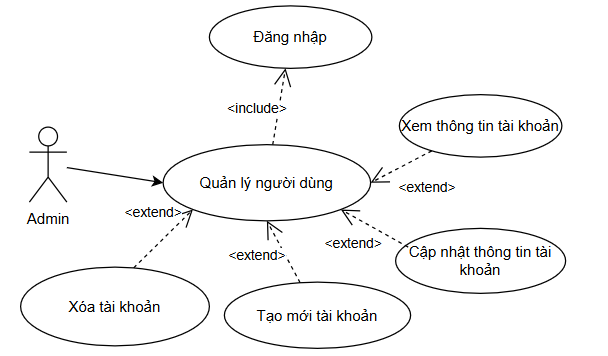 Đăng nhập
<include>
Xem thông tin tài khoản
Quản lý người dùng
<extend>
Admin
<extend>
<extend>
<extend>
Cập nhật thông tin tài
khoản
Xóa tài khoản
Tạo mới tài khoản